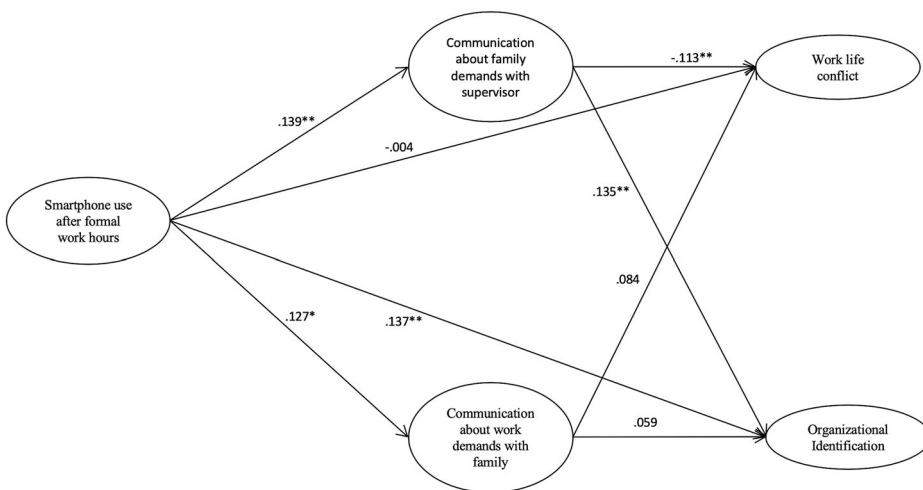 Communication
about family
demands with
supervisor
-.113**
Work life
conflict
.139**
-.004
.135**
Smartphone use
after formal
work hours
.084
.127*
.137**
Communication
about work
demands with
family
.059
Organizational
Identification